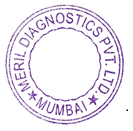 ★ MERIL DIAGNOSTICS PVT. LTD. ★
MUMBAI